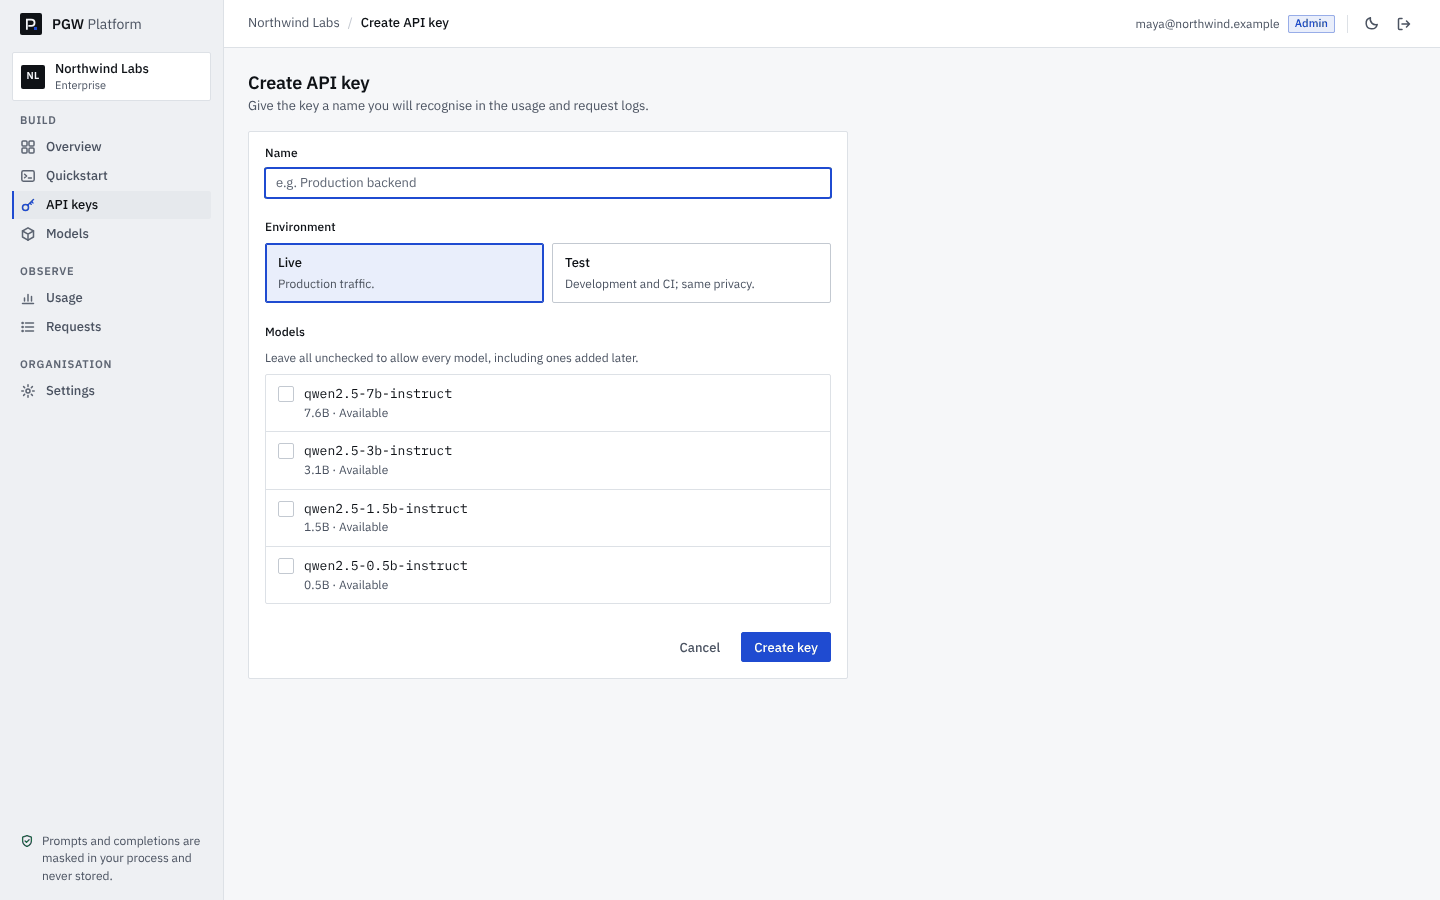 PGW Platform
NL
Northwind Labs
Enterprise
BUILD
Overview
Quickstart
API keys
Models
OBSERVE
Usage
Requests
ORGANISATION
Settings
Prompts and completions are
masked in your process and
never stored.
Northwind Labs / Create API key
maya@northwind.example Admin
Create API key
Give the key a name you will recognise in the usage and request logs.
Name
e.g. Production backend
Environment
Live
Production traffic.
Test
Development and CI; same privacy.
Models
Leave all unchecked to allow every model, including ones added later.
qwen2.5-7b-instruct
7.6B · Available
qwen2.5-3b-instruct
3.1B · Available
qwen2.5-1.5b-instruct
1.5B · Available
qwen2.5-0.5b-instruct
0.5B · Available
Cancel
Create key